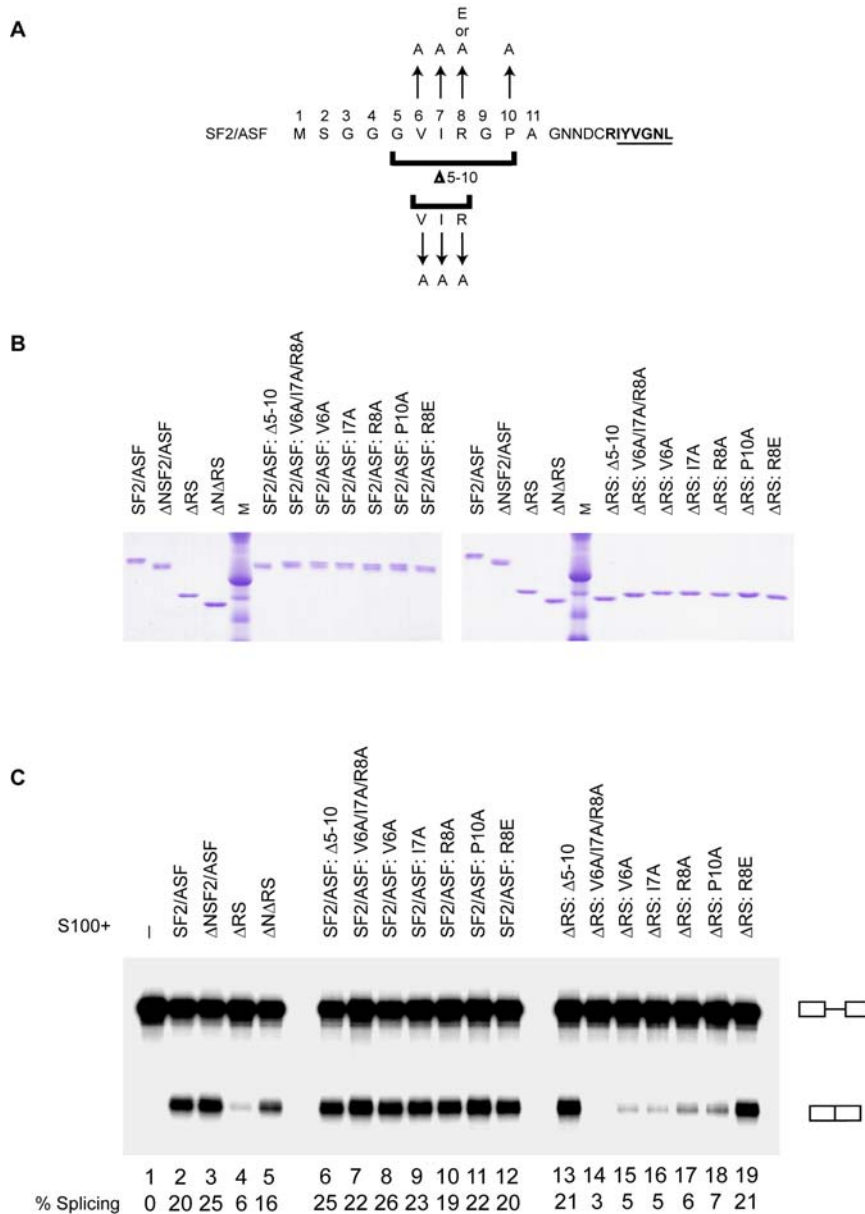 A
E
or
A A A A
1 2 3 4 5 6 7 8 9 10 11
SF2/ASF M S G G G V I R G P A GNNDCRIYVGNL
Δ5-10
V I R
A A A
B
SF2/ASF
ΔNSF2/ASF
ΔRS
ΔNΔRS
M
SF2/ASF: Δ5-10
SF2/ASF: V6A/I7A/R8A
SF2/ASF: V6A
SF2/ASF: I7A
SF2/ASF: R8A
SF2/ASF: P10A
SF2/ASF: R8E
SF2/ASF
ΔNSF2/ASF
ΔRS
ΔNΔRS
M
ΔRS: Δ5-10
ΔRS: V6A/I7A/R8A
ΔRS: V6A
ΔRS: I7A
ΔRS: R8A
ΔRS: P10A
ΔRS: R8E
C
S100+
–
SF2/ASF
ΔNSF2/ASF
ΔRS
ΔNΔRS
SF2/ASF: Δ5-10
SF2/ASF: V6A/I7A/R8A
SF2/ASF: V6A
SF2/ASF: I7A
SF2/ASF: R8A
SF2/ASF: P10A
SF2/ASF: R8E
ΔRS: Δ5-10
ΔRS: V6A/I7A/R8A
ΔRS: V6A
ΔRS: I7A
ΔRS: R8A
ΔRS: P10A
ΔRS: R8E
1 2 3 4 5 6 7 8 9 10 11 12 13 14 15 16 17 18 19
% Splicing 0 20 25 6 16 25 22 26 23 19 22 20 21 3 5 5 6 7 21